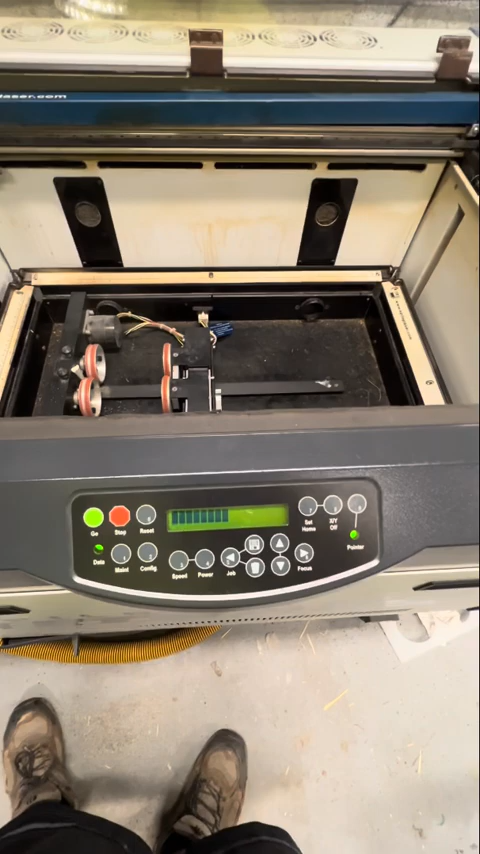 laser.com
Go
Stop
Reset
Data
Maint
Config.
Speed
Power
Job
Focus
Set
Home
X/Y
Off
Pointer